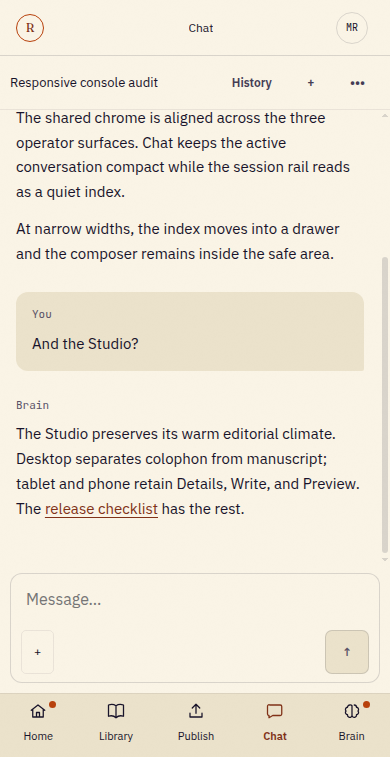 R
Chat
MR
Responsive console audit
History
+
•••
The shared chrome is aligned across the three
operator surfaces. Chat keeps the active
conversation compact while the session rail reads
as a quiet index.
At narrow widths, the index moves into a drawer
and the composer remains inside the safe area.
You
And the Studio?
Brain
The Studio preserves its warm editorial climate.
Desktop separates colophon from manuscript;
tablet and phone retain Details, Write, and Preview.
The release checklist has the rest.
Message...
+
↑
Home
Library
Publish
Chat
Brain